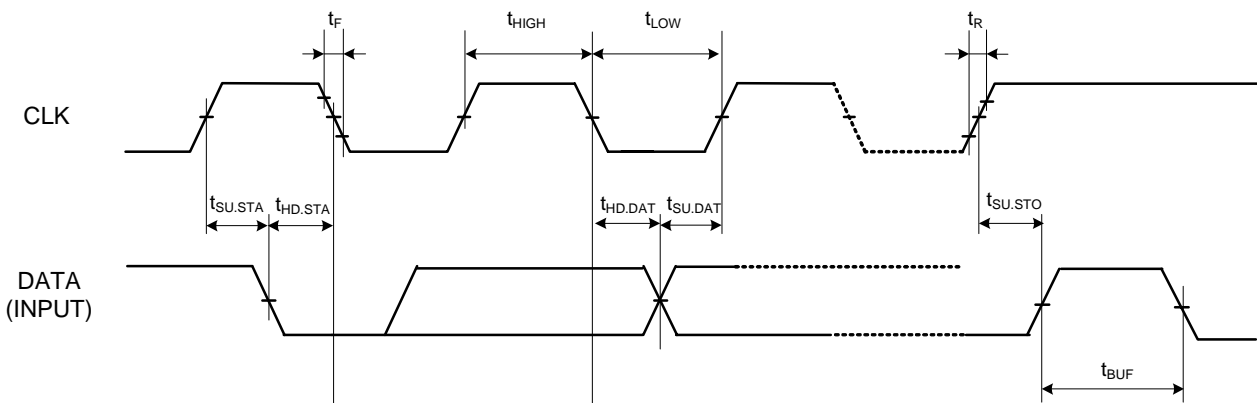 tF
tHIGH
tLOW
tR
CLK
tSU.STA
tHD.STA
tHD.DAT
tSU.DAT
tSU.STO
DATA
(INPUT)
tBUF